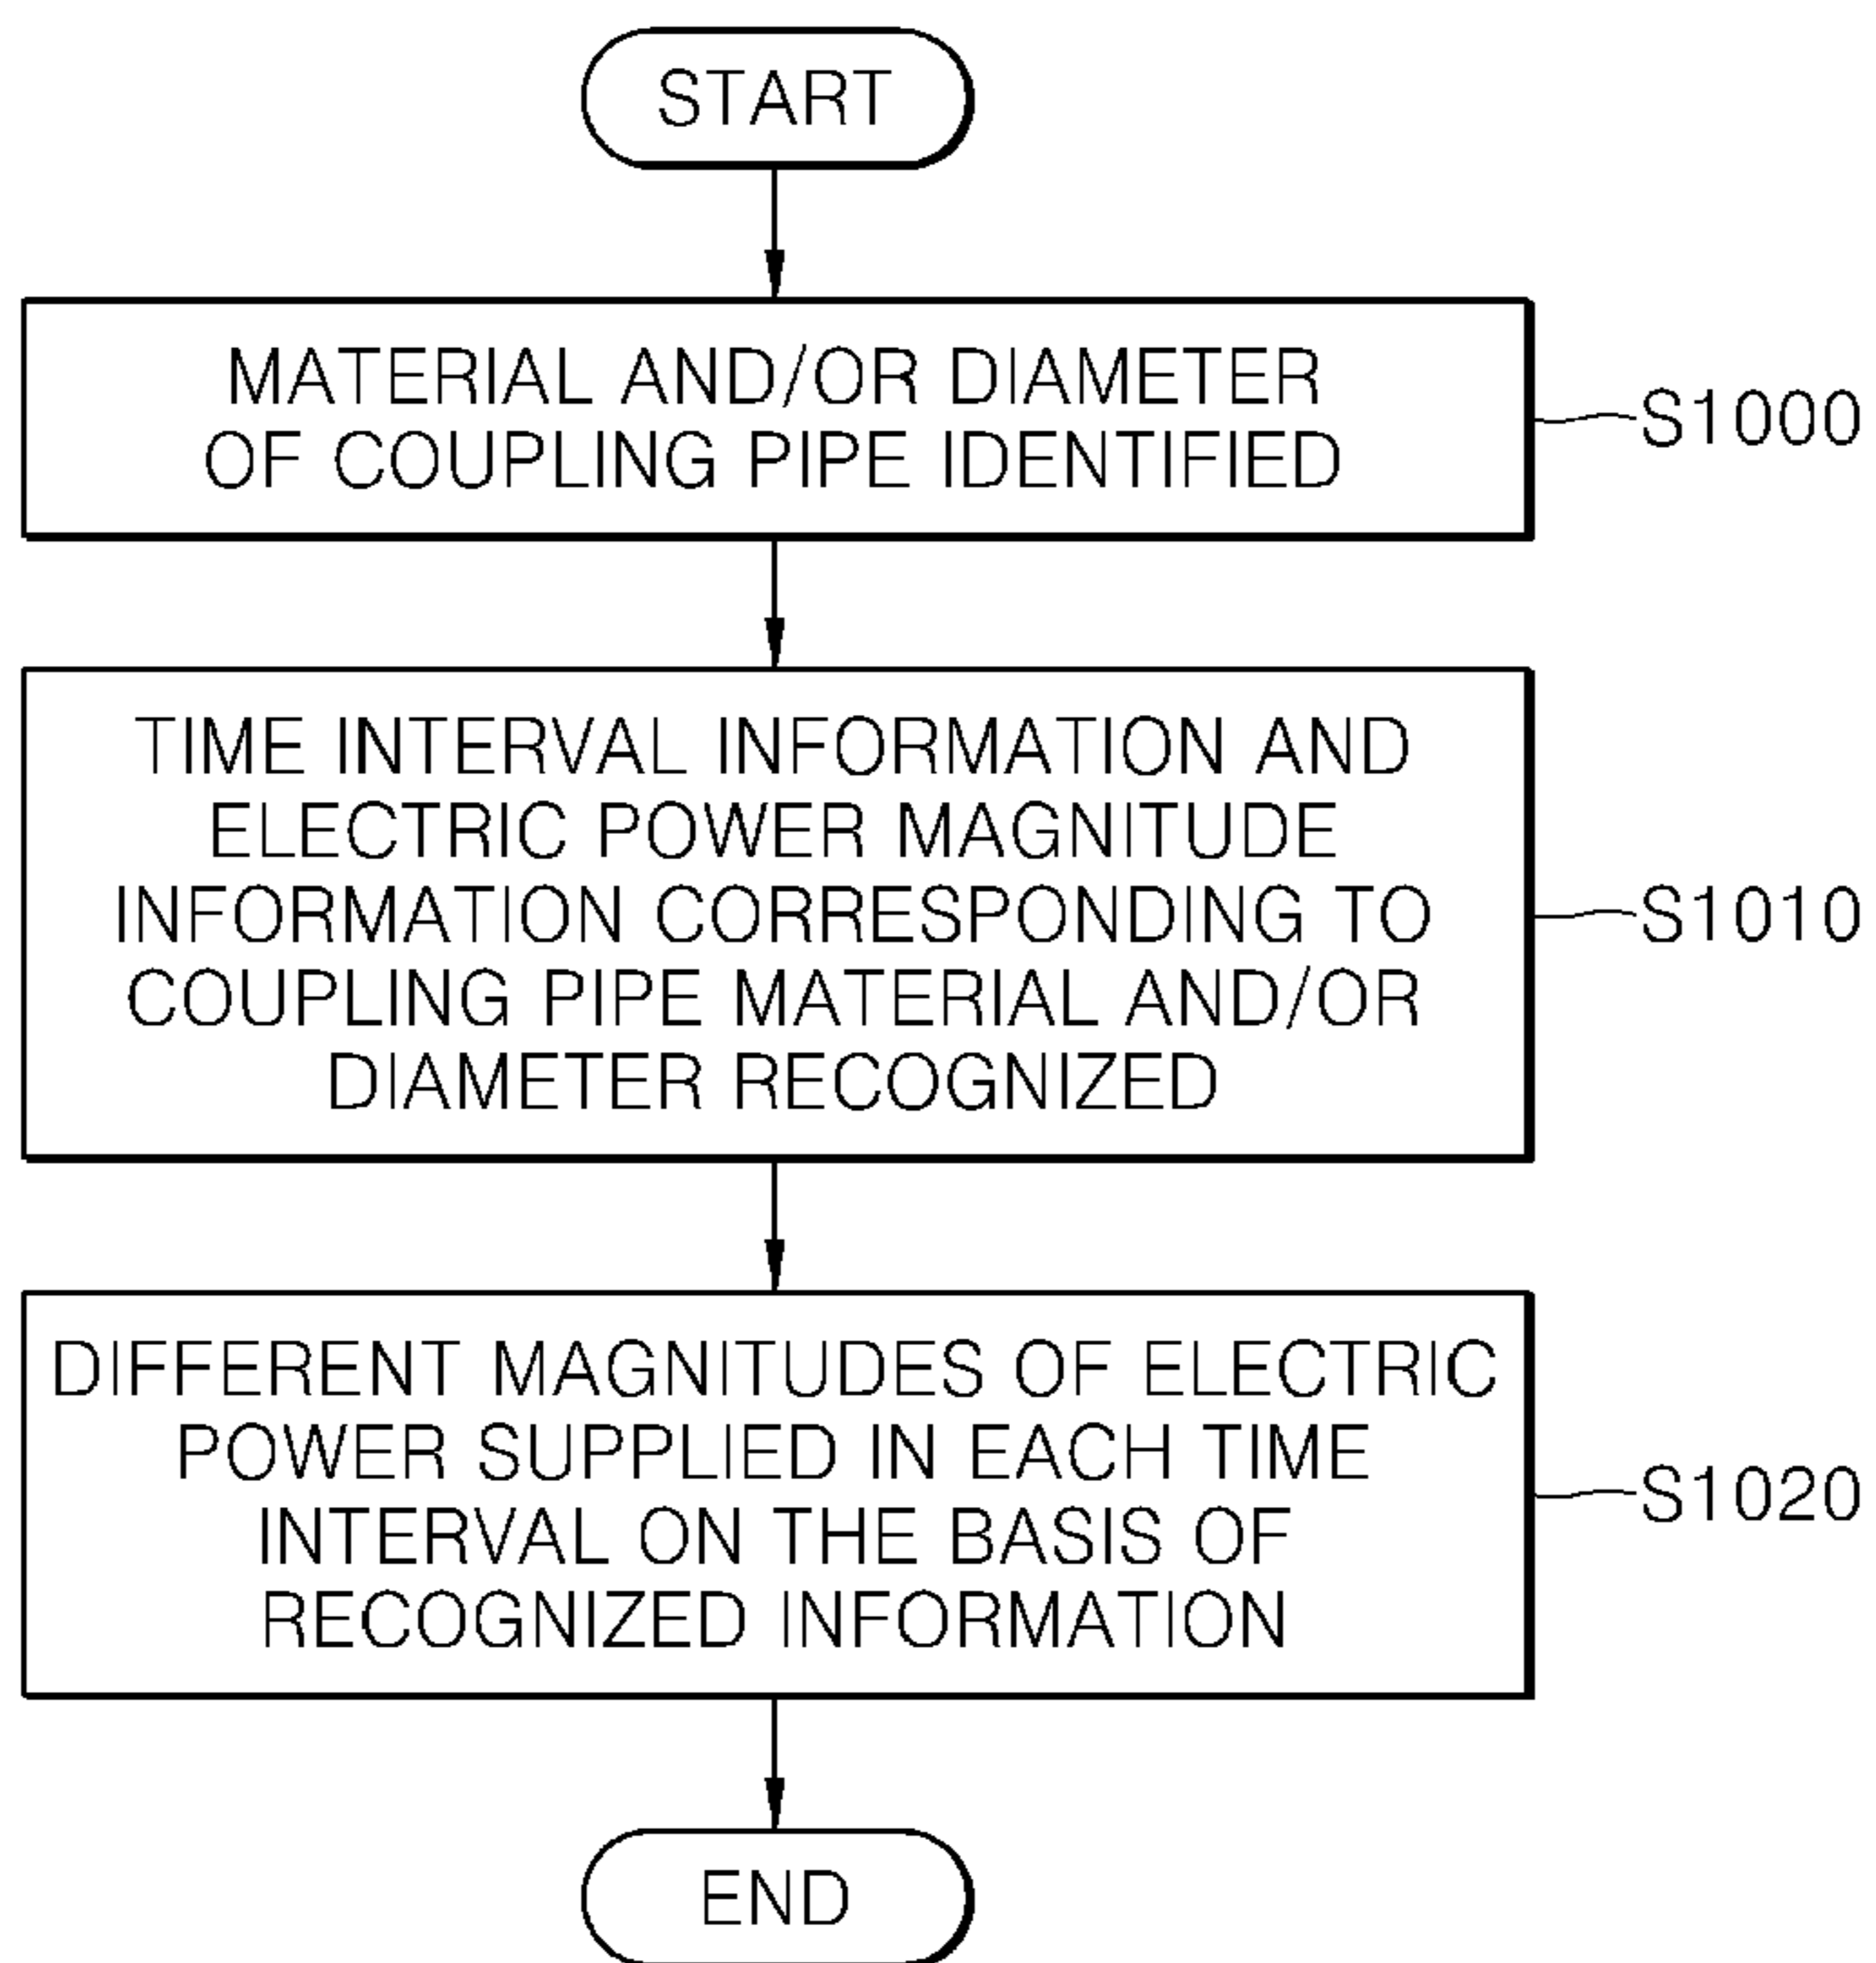 START
MATERIAL AND/OR DIAMETER
OF COUPLING PIPE IDENTIFIED
S1000
TIME INTERVAL INFORMATION AND
ELECTRIC POWER MAGNITUDE
INFORMATION CORRESPONDING TO
COUPLING PIPE MATERIAL AND/OR
DIAMETER RECOGNIZED
S1010
DIFFERENT MAGNITUDES OF ELECTRIC
POWER SUPPLIED IN EACH TIME
INTERVAL ON THE BASIS OF
RECOGNIZED INFORMATION
S1020
END